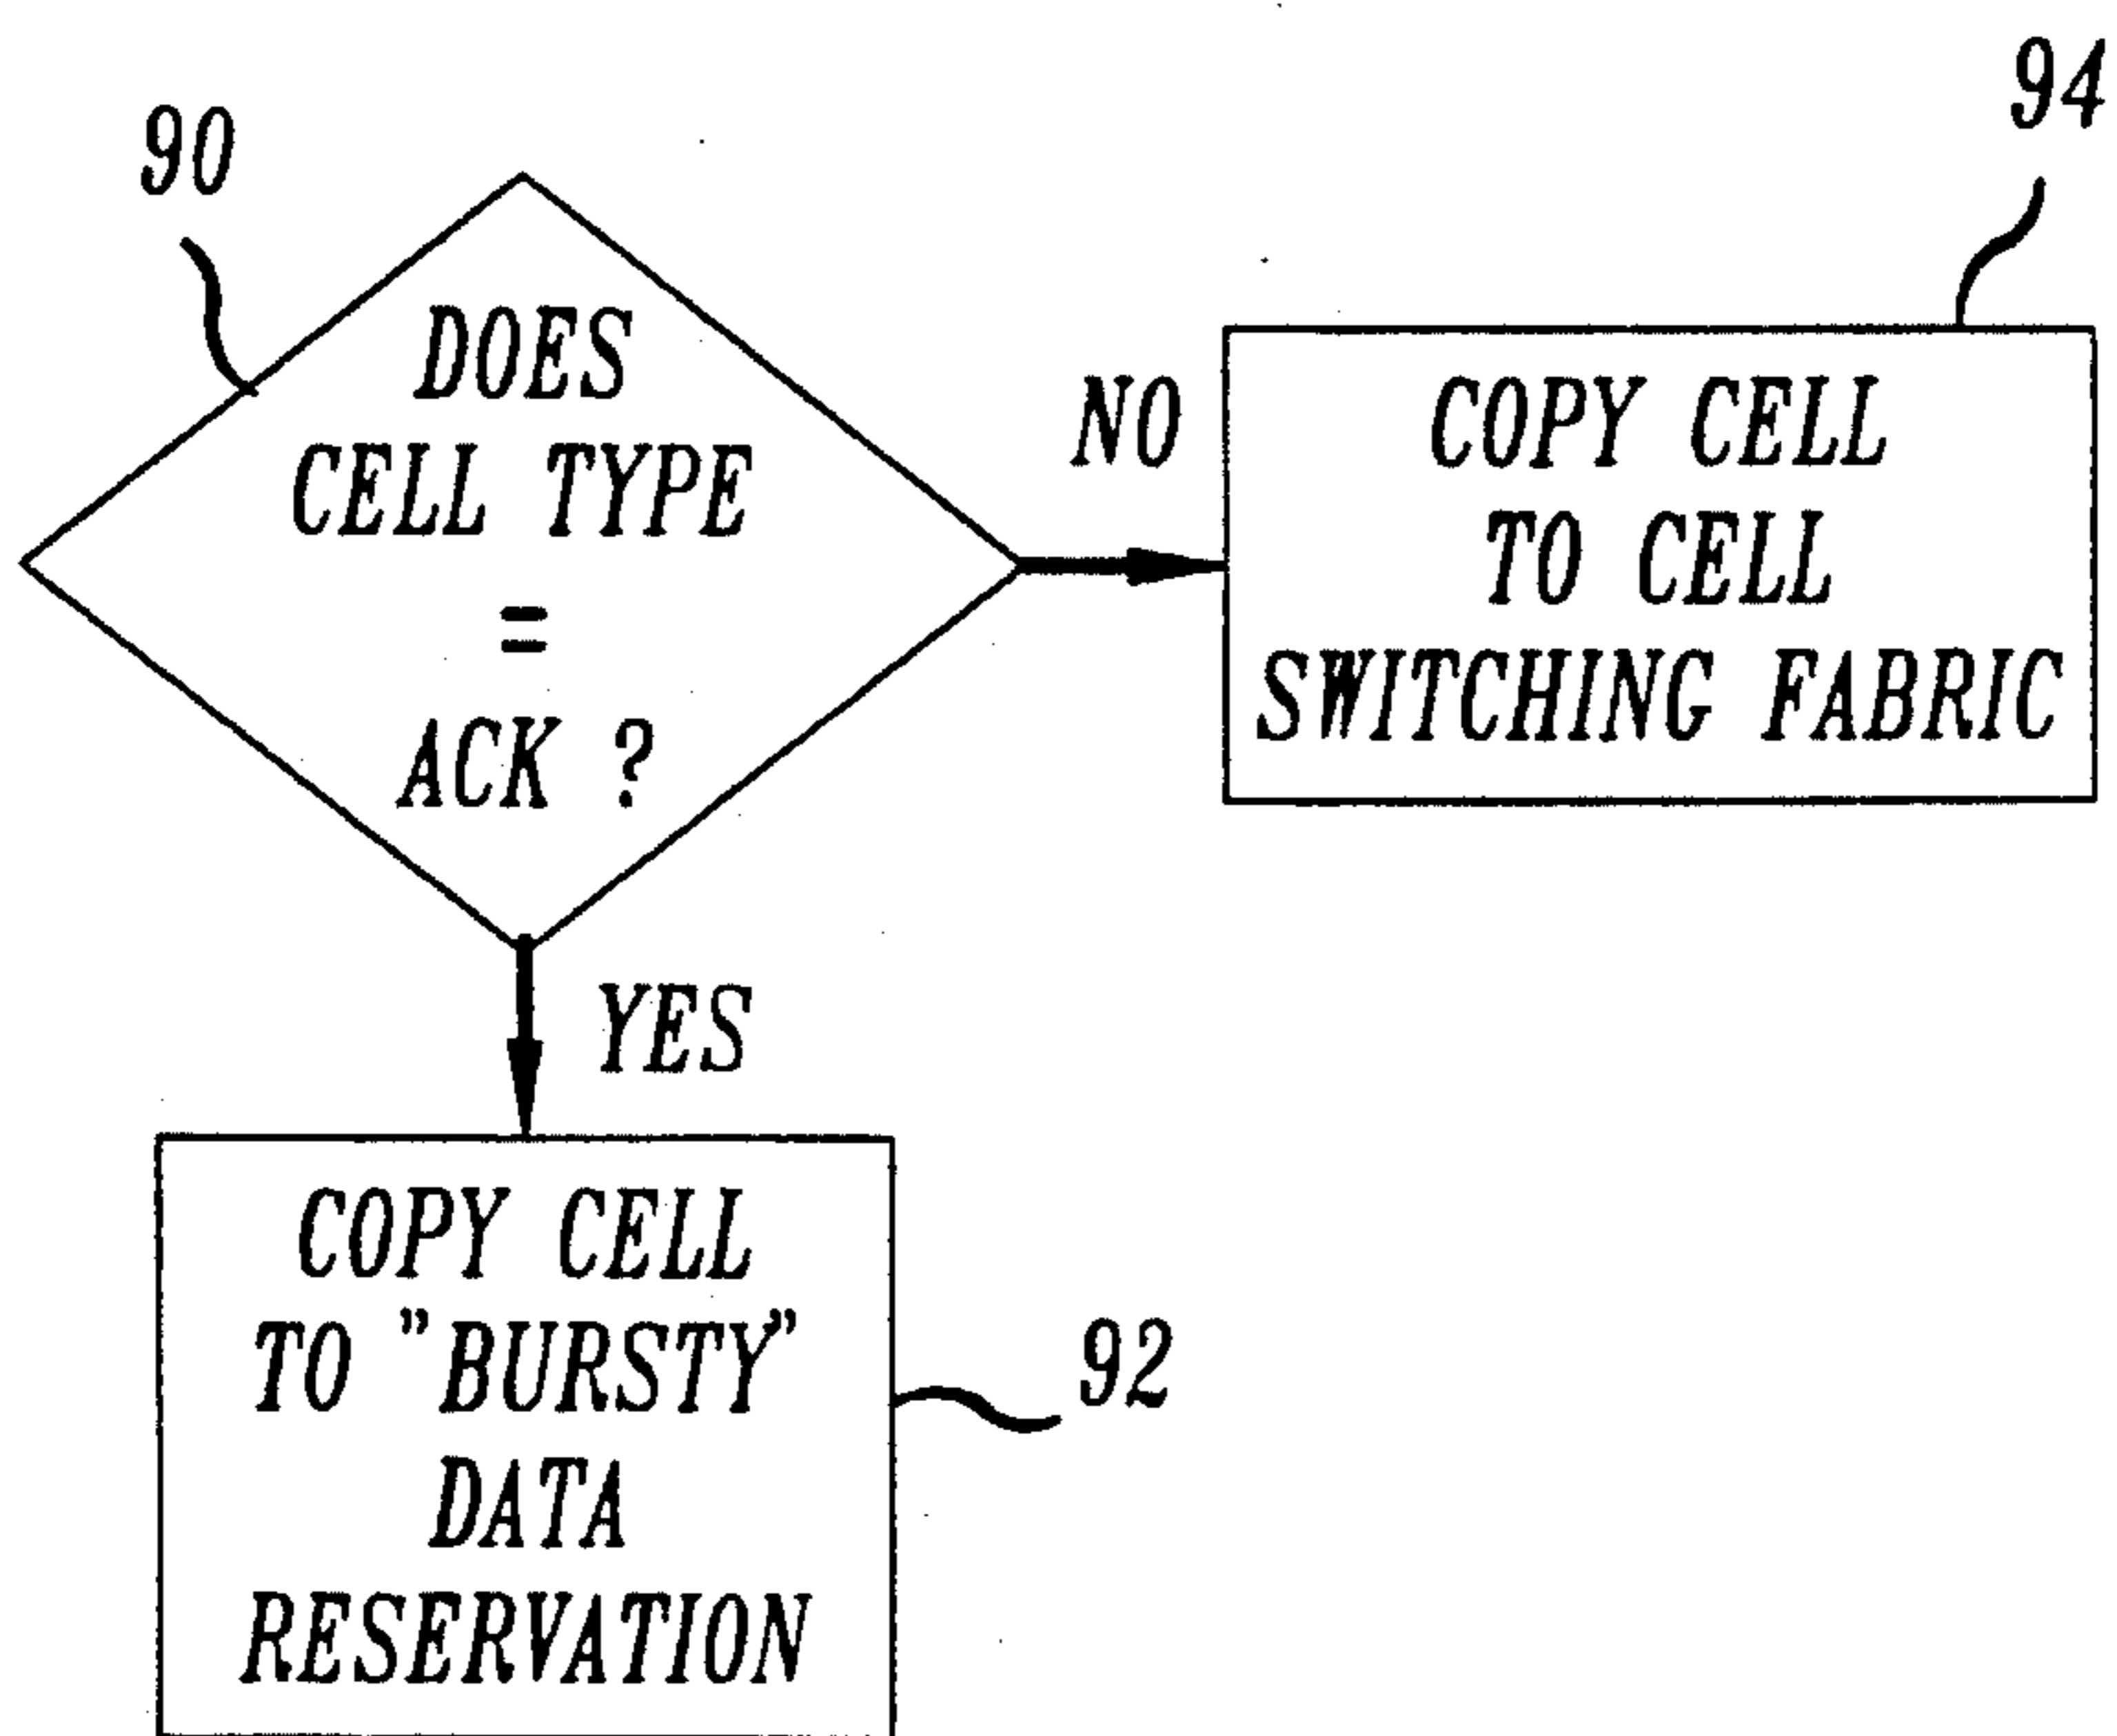 94
90
DOES
CELL TYPE
=
ACK ?
NO
COPY CELL
TO CELL
SWITCHING FABRIC
YES
COPY CELL
TO "BURSTY"
DATA
RESERVATION
92